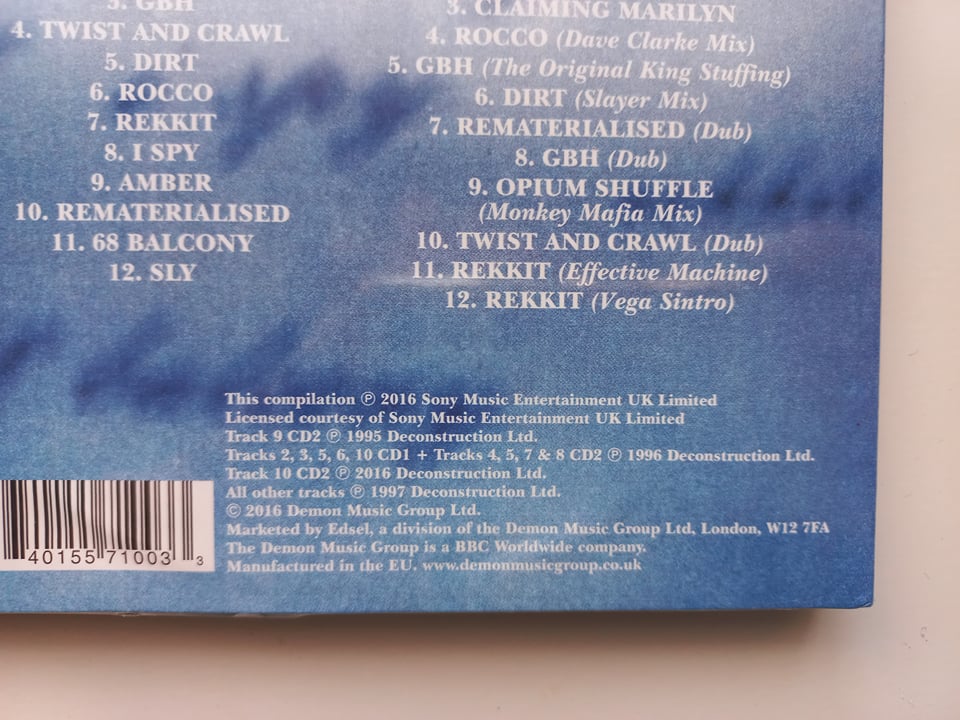 3. GBH
4. TWIST AND CRAWL
5. DIRT
6. ROCCO
7. REKKIT
8. I SPY
9. AMBER
10. REMATERIALISED
11. 68 BALCONY
12. SLY
3. CLAIMING MARILYN
4. ROCCO (Dave Clarke Mix)
5. GBH (The Original King Stuffing)
6. DIRT (Slayer Mix)
7. REMATERIALISED (Dub)
8. GBH (Dub)
9. OPIUM SHUFFLE
(Monkey Mafia Mix)
10. TWIST AND CRAWL (Dub)
11. REKKIT (Effective Machine)
12. REKKIT (Vega Sintro)
This compilation ℗ 2016 Sony Music Entertainment UK Limited
Licensed courtesy of Sony Music Entertainment UK Limited
Track 9 CD2 ℗ 1995 Deconstruction Ltd.
Tracks 2, 3, 5, 6, 10 CD1 + Tracks 4, 5, 7 & 8 CD2 ℗ 1996 Deconstruction Ltd.
Track 10 CD2 ℗ 2016 Deconstruction Ltd.
All other tracks ℗ 1997 Deconstruction Ltd.
© 2016 Demon Music Group Ltd.
Marketed by Edsel, a division of the Demon Music Group Ltd, London, W12 7FA
The Demon Music Group is a BBC Worldwide company.
Manufactured in the EU. www.demonmusicgroup.co.uk
40155 71003 3